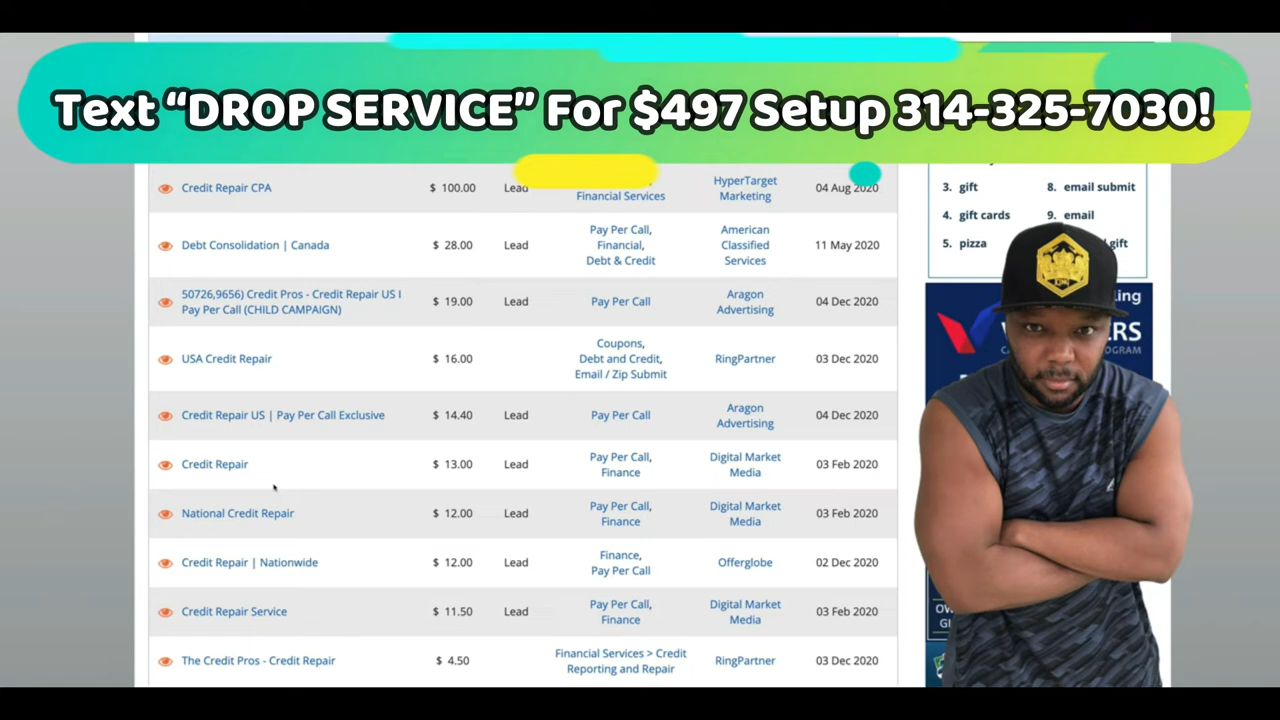 Text “DROP SERVICE” For $497 Setup 314-325-7030!
Credit Repair CPA $ 100.00 Lead Financial Services HyperTarget Marketing 04 Aug 2020
Debt Consolidation | Canada $ 28.00 Lead Pay Per Call, Financial, Debt & Credit American Classified Services 11 May 2020
50726,9656) Credit Pros - Credit Repair US I Pay Per Call (CHILD CAMPAIGN) $ 19.00 Lead Pay Per Call Aragon Advertising 04 Dec 2020
USA Credit Repair $ 16.00 Lead Coupons, Debt and Credit, Email / Zip Submit RingPartner 03 Dec 2020
Credit Repair US | Pay Per Call Exclusive $ 14.40 Lead Pay Per Call Aragon Advertising 04 Dec 2020
Credit Repair $ 13.00 Lead Pay Per Call, Finance Digital Market Media 03 Feb 2020
National Credit Repair $ 12.00 Lead Pay Per Call, Finance Digital Market Media 03 Feb 2020
Credit Repair | Nationwide $ 12.00 Lead Finance, Pay Per Call Offerglobe 02 Dec 2020
Credit Repair Service $ 11.50 Lead Pay Per Call, Finance Digital Market Media 03 Feb 2020
The Credit Pros - Credit Repair $ 4.50 Financial Services > Credit Reporting and Repair RingPartner 03 Dec 2020
3. gift 8. email submit
4. gift cards 9. email
5. pizza gift
KING